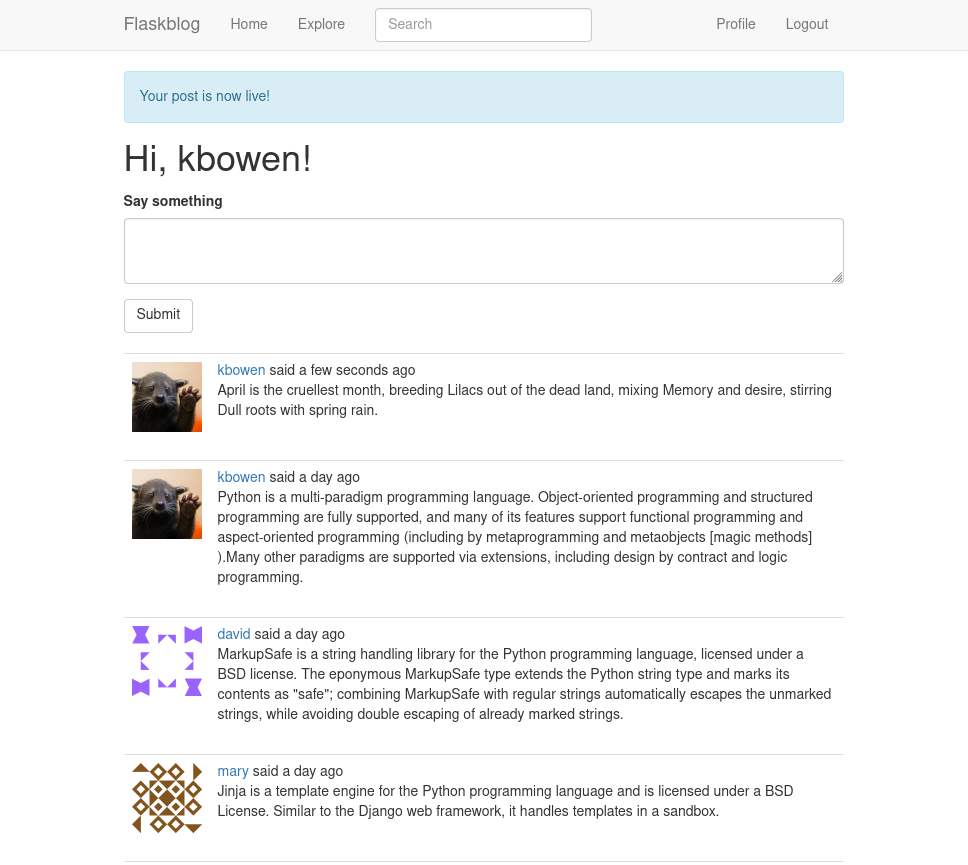 Flaskblog Home Explore Search Profile Logout
Your post is now live!
Hi, kbowen!
Say something
Submit
kbowen said a few seconds ago
April is the cruellest month, breeding Lilacs out of the dead land, mixing Memory and desire, stirring
Dull roots with spring rain.
kbowen said a day ago
Python is a multi-paradigm programming language. Object-oriented programming and structured
programming are fully supported, and many of its features support functional programming and
aspect-oriented programming (including by metaprogramming and metaobjects [magic methods]
).Many other paradigms are supported via extensions, including design by contract and logic
programming.
david said a day ago
MarkupSafe is a string handling library for the Python programming language, licensed under a
BSD license. The eponymous MarkupSafe type extends the Python string type and marks its
contents as "safe"; combining MarkupSafe with regular strings automatically escapes the unmarked
strings, while avoiding double escaping of already marked strings.
mary said a day ago
Jinja is a template engine for the Python programming language and is licensed under a BSD
License. Similar to the Django web framework, it handles templates in a sandbox.